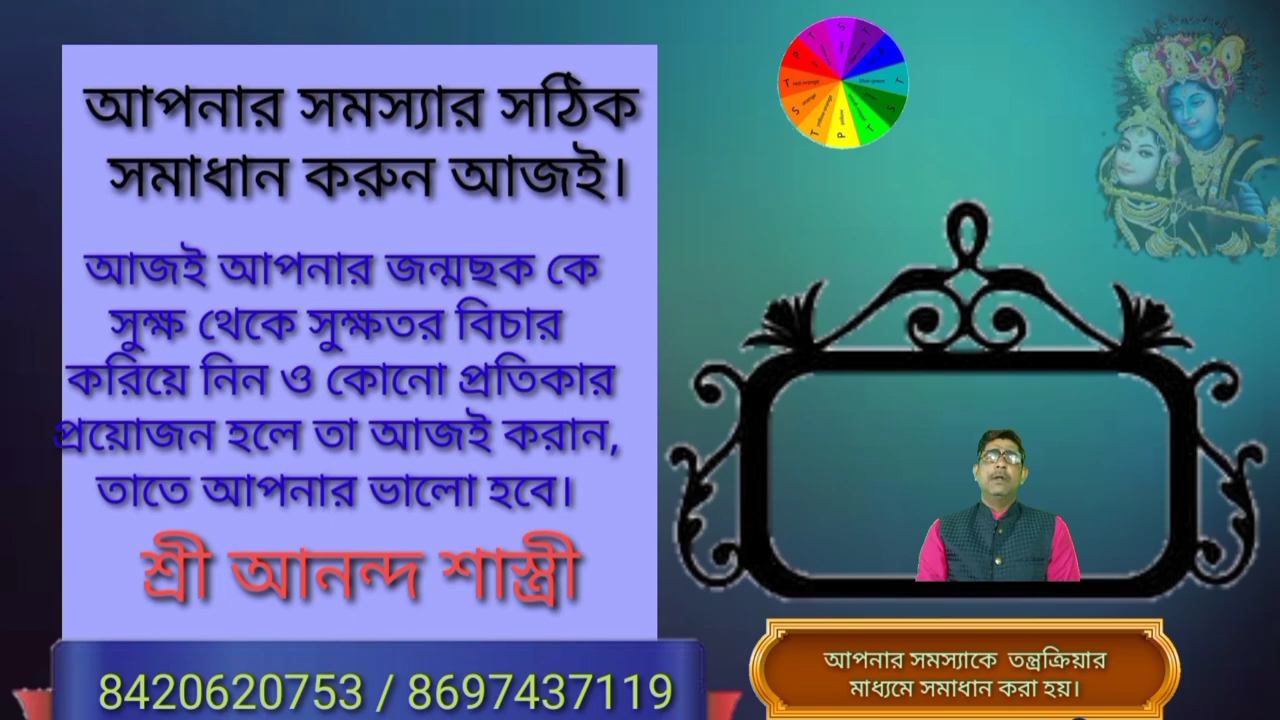 আপনার সমস্যার সঠিক
সমাধান করুন আজই।
আজই আপনার জন্মছক কে
সুক্ষ থেকে সুক্ষতর বিচার
করিয়ে নিন ও কোনো প্রতিকার
প্রয়োজন হলে তা আজই করান,
তাতে আপনার ভালো হবে।
শ্রী আনন্দ শাস্ত্রী
8420620753 / 8697437119
আপনার সমস্যাকে তন্ত্রক্রিয়ার
মাধ্যমে সমাধান করা হয়।